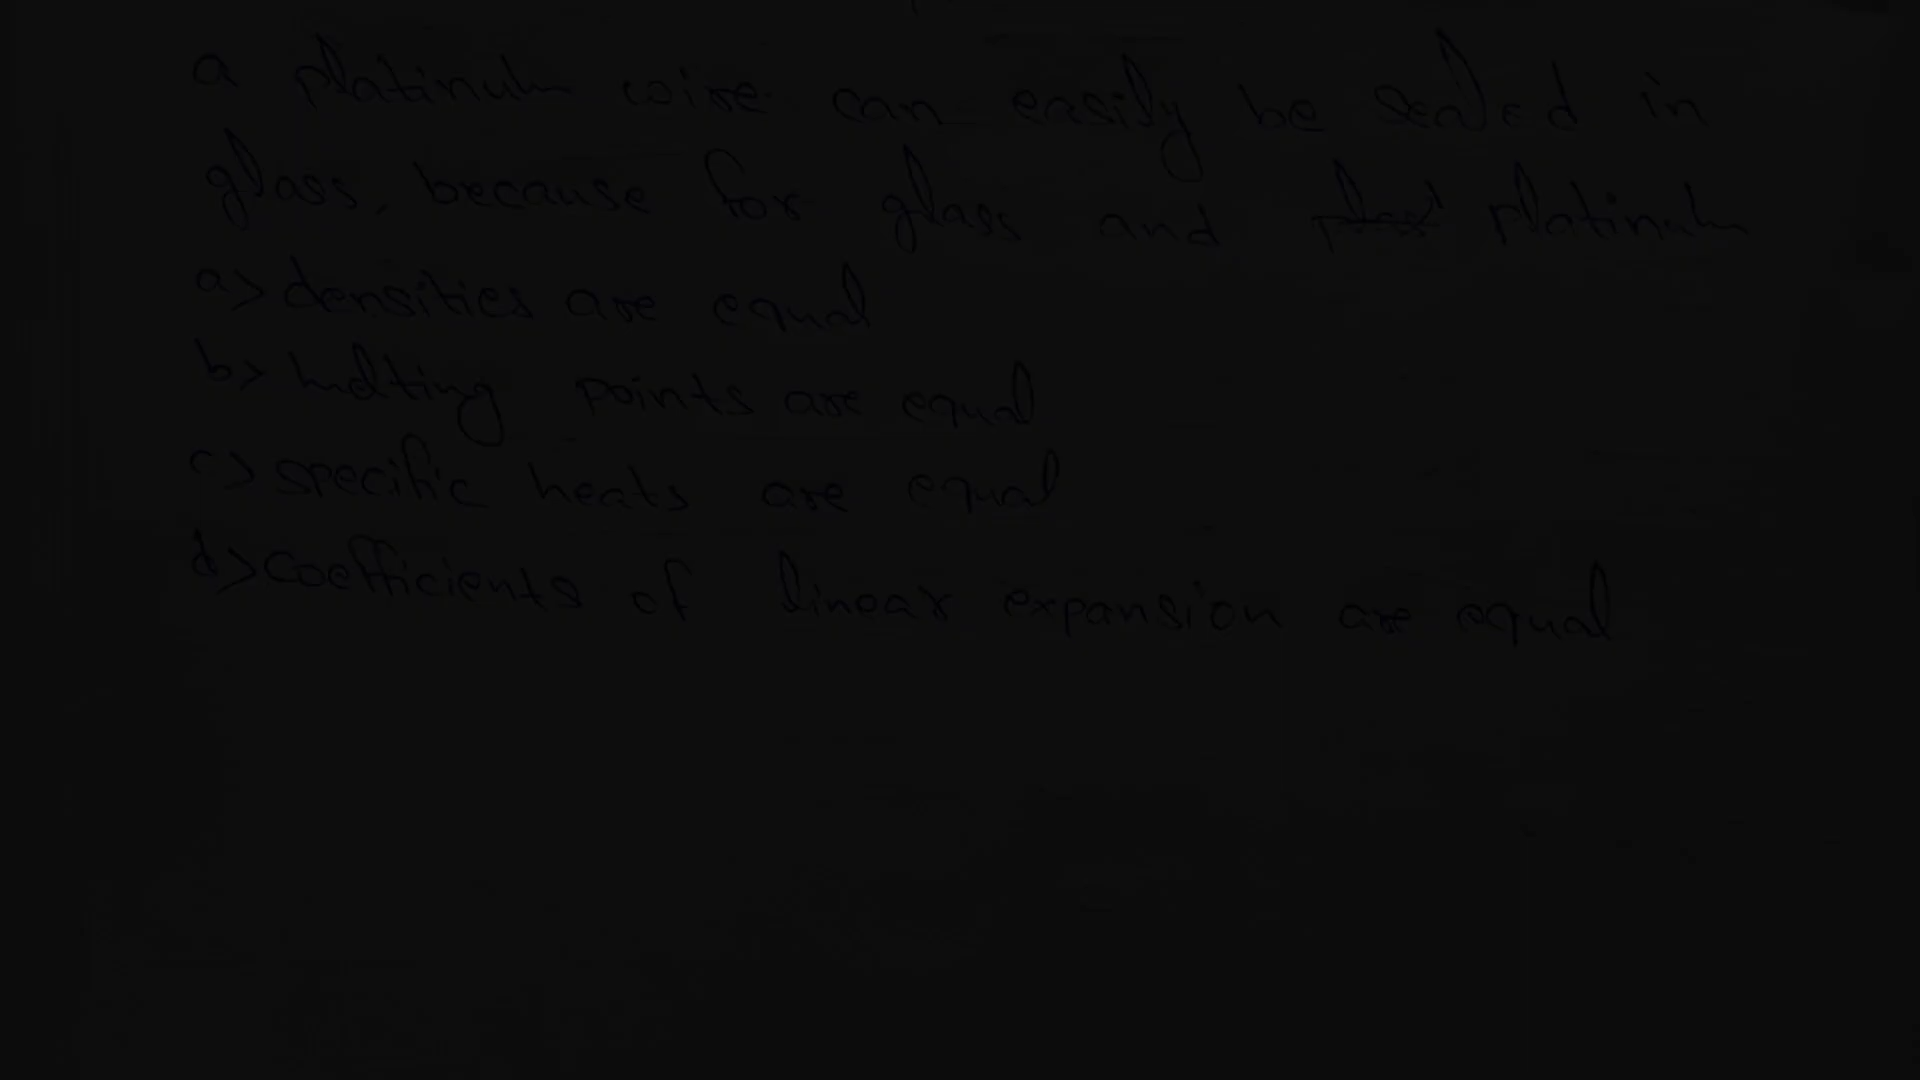 a platinum wire can easily be sealed in
glass, because for glass and platinum
a> densities are equal
b> melting points are equal
c> specific heats are equal
d> coefficients of linear expansion are equal